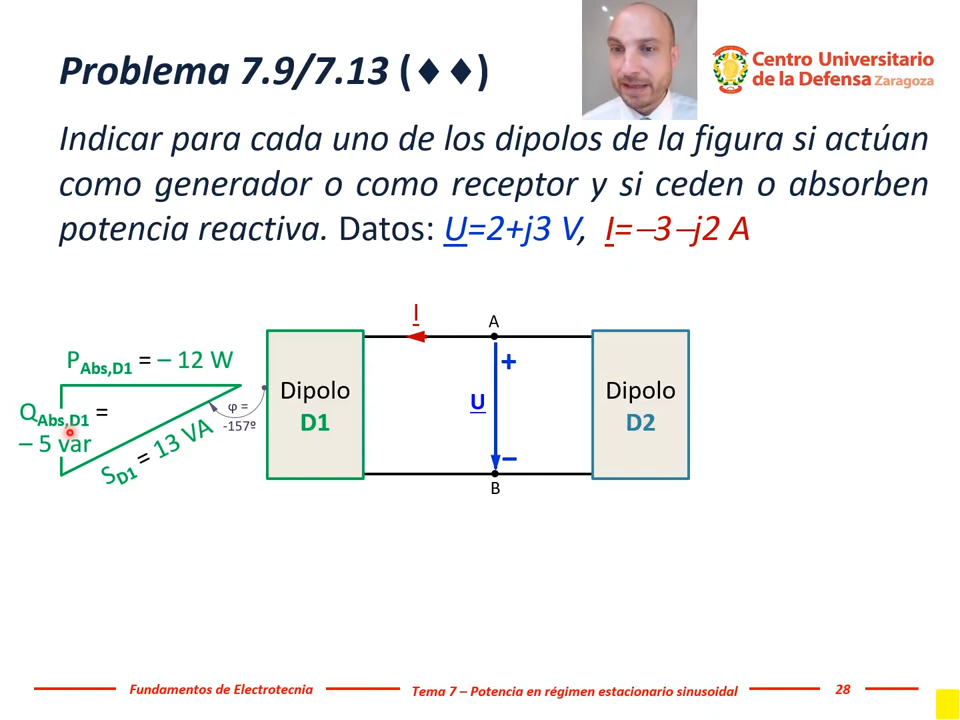 Problema 7.9/7.13 (♦♦)
Centro Universitario
de la Defensa Zaragoza
Indicar para cada uno de los dipolos de la figura si actúan
como generador o como receptor y si ceden o absorben
potencia reactiva. Datos: U=2+j3 V, I=−3−j2 A
I
A
P Abs,D1 = – 12 W
+
Q Abs,D1 =
– 5 var
φ =
-157º
S D1 = 13 VA
Dipolo
D1
U
Dipolo
D2
–
B
Fundamentos de Electrotecnia
Tema 7 – Potencia en régimen estacionario sinusoidal
28